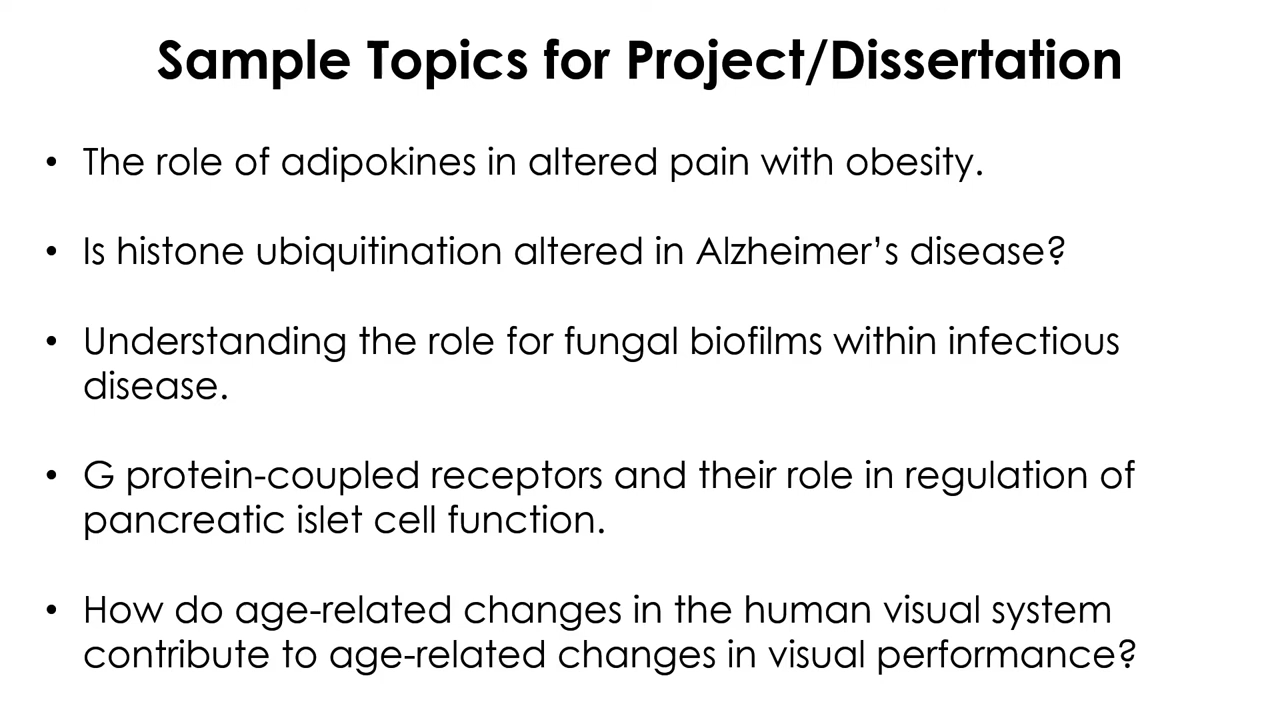 Sample Topics for Project/Dissertation
• The role of adipokines in altered pain with obesity.
• Is histone ubiquitination altered in Alzheimer’s disease?
• Understanding the role for fungal biofilms within infectious
disease.
• G protein-coupled receptors and their role in regulation of
pancreatic islet cell function.
• How do age-related changes in the human visual system
contribute to age-related changes in visual performance?